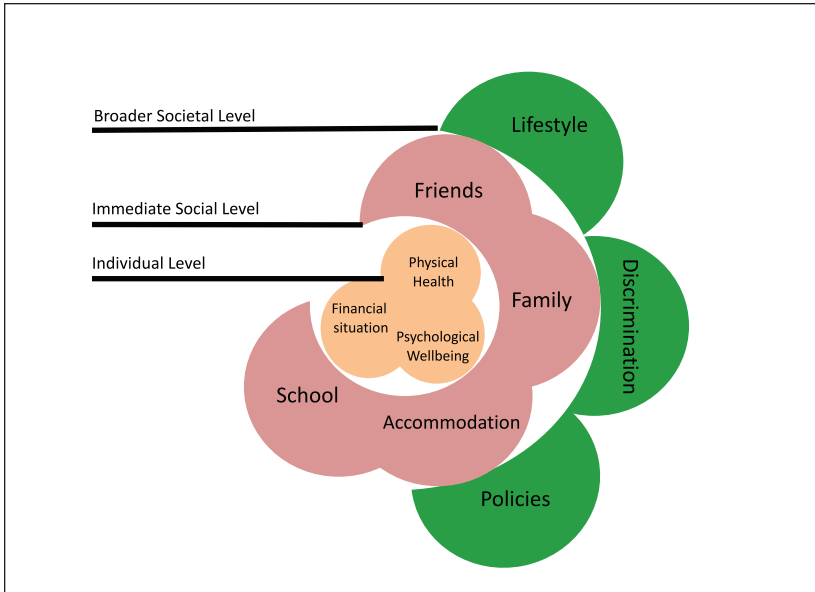 Broader Societal Level
Lifestyle
Friends
Immediate Social Level
Individual Level
Physical
Health
Discrimination
Family
Financial
situation
Psychological
Wellbeing
School
Accommodation
Policies